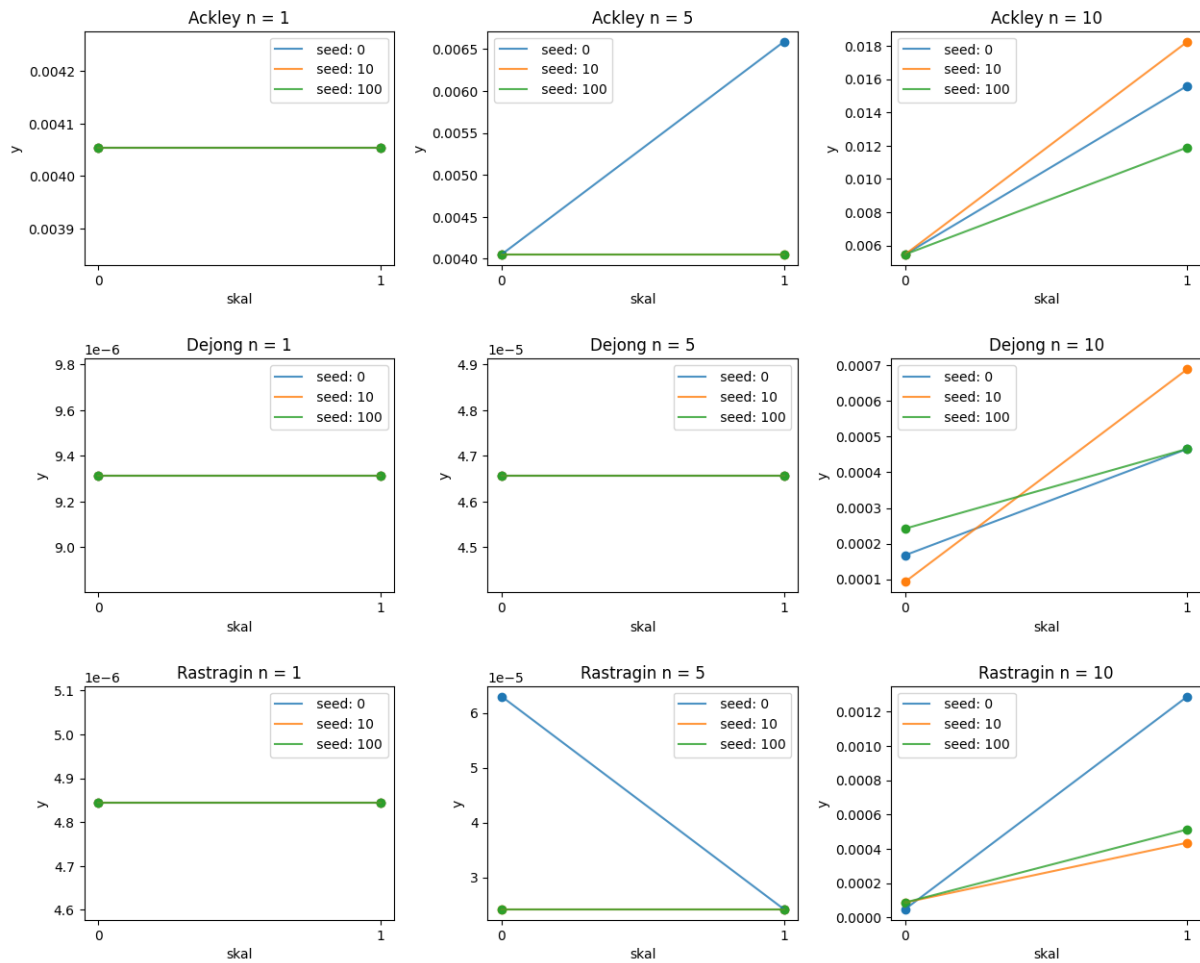 Ackley n = 1
seed: 0
seed: 10
seed: 100
0.0042
0.0041
0.0040
0.0039
y
0
1
skal
Ackley n = 5
seed: 0
seed: 10
seed: 100
0.0065
0.0060
0.0055
0.0050
0.0045
0.0040
y
0
1
skal
Ackley n = 10
seed: 0
seed: 10
seed: 100
0.018
0.016
0.014
0.012
0.010
0.008
0.006
y
0
1
skal
Dejong n = 1
1e−6
seed: 0
seed: 10
seed: 100
9.8
9.6
9.4
9.2
9.0
y
0
1
skal
Dejong n = 5
1e−5
seed: 0
seed: 10
seed: 100
4.9
4.8
4.7
4.6
4.5
y
0
1
skal
Dejong n = 10
seed: 0
seed: 10
seed: 100
0.0007
0.0006
0.0005
0.0004
0.0003
0.0002
0.0001
y
0
1
skal
Rastragin n = 1
1e−6
seed: 0
seed: 10
seed: 100
5.1
5.0
4.9
4.8
4.7
4.6
y
0
1
skal
Rastragin n = 5
1e−5
seed: 0
seed: 10
seed: 100
6
5
4
3
y
0
1
skal
Rastragin n = 10
seed: 0
seed: 10
seed: 100
0.0012
0.0010
0.0008
0.0006
0.0004
0.0002
0.0000
y
0
1
skal